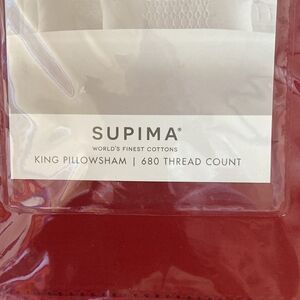 SUPIMA®
WORLD'S FINEST COTTONS
KING PILLOWSHAM | 680 THREAD COUNT